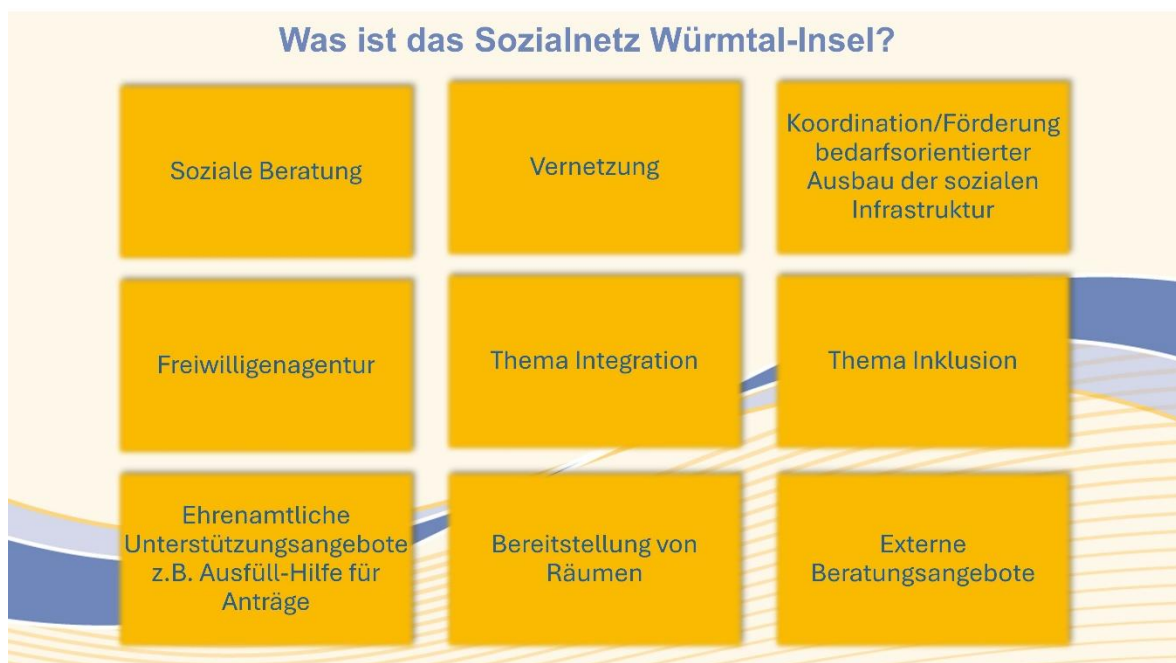 Was ist das Sozialnetz Würmtal-Insel?
Soziale Beratung
Vernetzung
Koordination/Förderung
bedarfsorientierter
Ausbau der sozialen
Infrastruktur
Freiwilligenagentur
Thema Integration
Thema Inklusion
Ehrenamtliche
Unterstützungsangebote
z.B. Ausfüll-Hilfe für
Anträge
Bereitstellung von
Räumen
Externe
Beratungsangebote